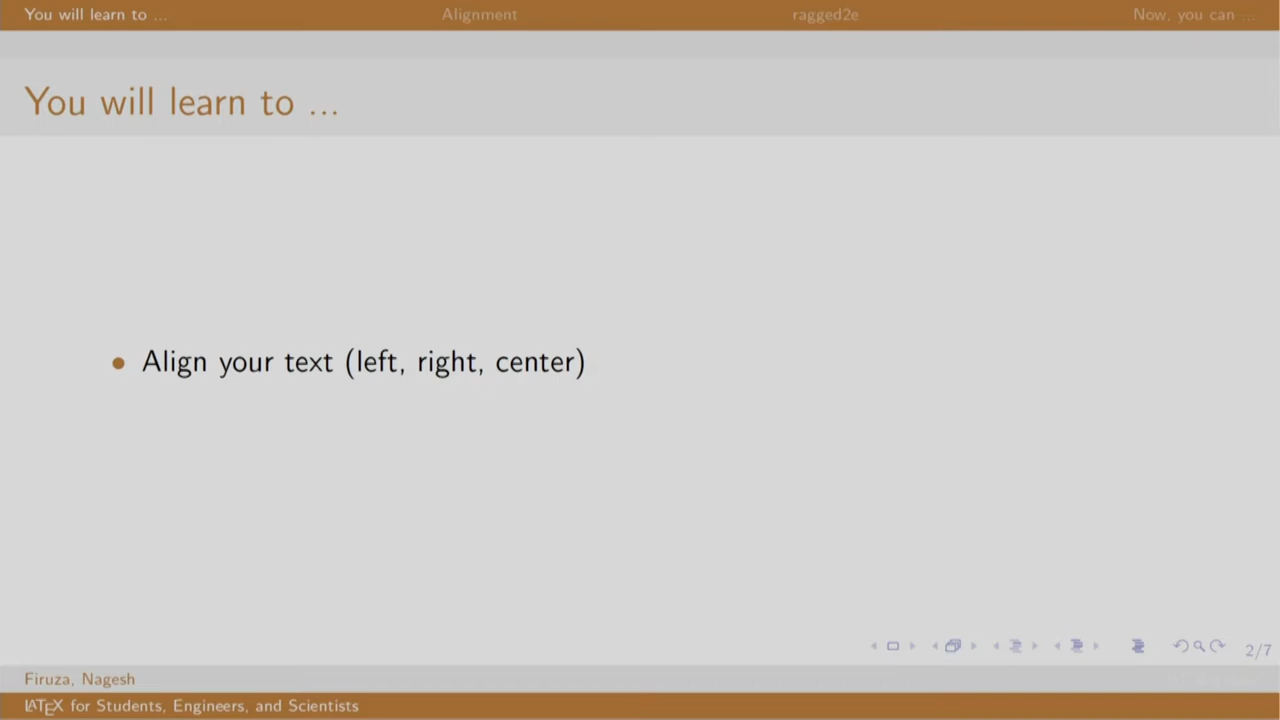 You will learn to ... Alignment ragged2e Now, you can ...
You will learn to ...
• Align your text (left, right, center)
2/7
Firuza, Nagesh
LATEX for Students, Engineers, and Scientists